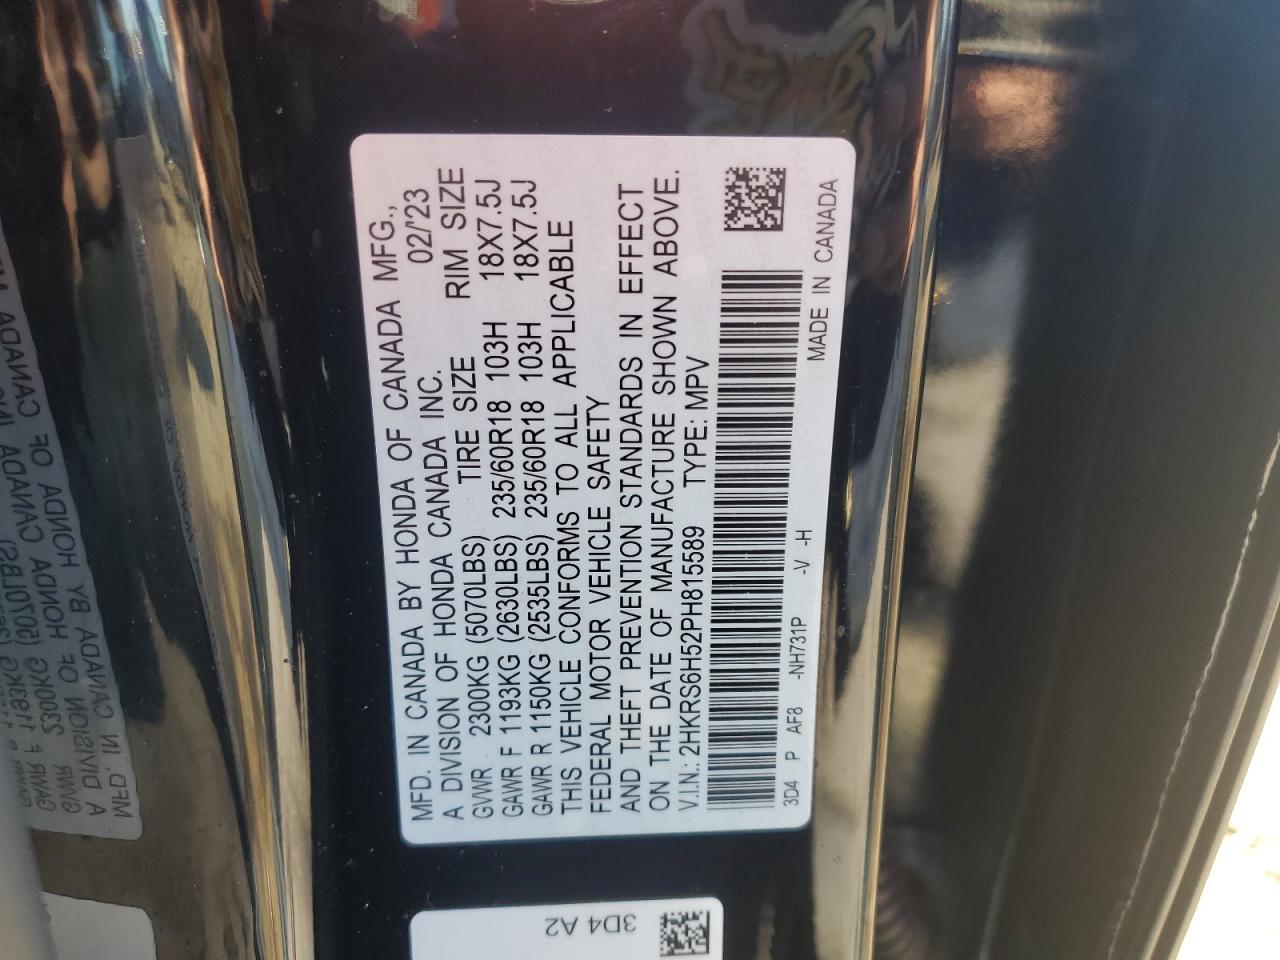 MFD. IN CANADA BY HONDA OF CANADA MFG.,
A DIVISION OF HONDA CANADA INC. 02/'23
GVWR 2300KG (5070LBS) TIRE SIZE RIM SIZE
GAWR F 1193KG (2630LBS) 235/60R18 103H 18X7.5J
GAWR R 1150KG (2535LBS) 235/60R18 103H 18X7.5J
THIS VEHICLE CONFORMS TO ALL APPLICABLE
FEDERAL MOTOR VEHICLE SAFETY
AND THEFT PREVENTION STANDARDS IN EFFECT
ON THE DATE OF MANUFACTURE SHOWN ABOVE.
V.I.N.: 2HKRS6H52PH815589 TYPE: MPV
3D4 P AF8 -NH731P -V -H MADE IN CANADA
3D4 A2